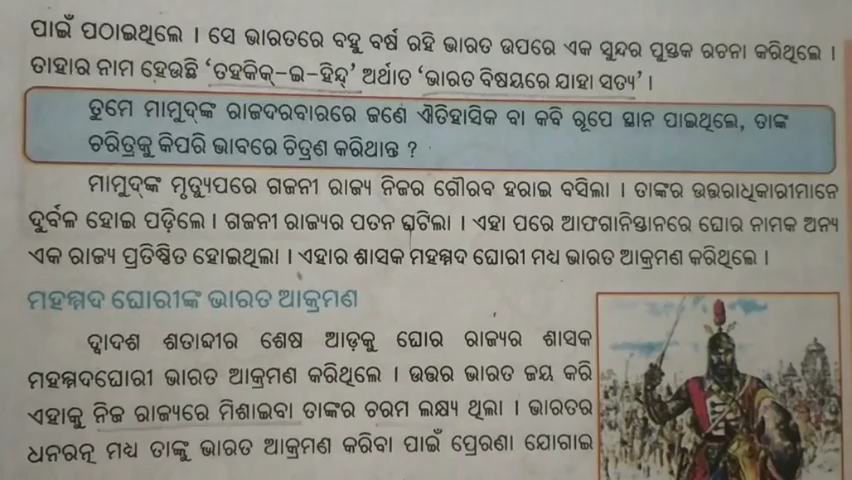 ପାଇଁ ପଠାଇଥିଲେ । ସେ ଭାରତରେ ବହୁ ବର୍ଷ ରହି ଭାରତ ଉପରେ ଏକ ସୁନ୍ଦର ପୁସ୍ତକ ରଚନା କରିଥିଲେ ।
ତାହାର ନାମ ହେଉଛି ‘ତହକିକ୍-ଇ-ହିନ୍ଦ୍’ ଅର୍ଥାତ ‘ଭାରତ ବିଷୟରେ ଯାହା ସତ୍ୟ’ ।
ତୁମେ ମାମୁଦ୍‌ଙ୍କ ରାଜଦରବାରରେ ଜଣେ ଐତିହାସିକ ବା କବି ରୂପେ ସ୍ଥାନ ପାଇଥିଲେ, ତାଙ୍କ
ଚରିତ୍ରକୁ କିପରି ଭାବରେ ଚିତ୍ରଣ କରିଥାନ୍ତ ?
ମାମୁଦ୍‌ଙ୍କ ମୃତ୍ୟୁପରେ ଗଜନୀ ରାଜ୍ୟ ନିଜର ଗୌରବ ହରାଇ ବସିଲା । ତାଙ୍କର ଉତ୍ତରାଧିକାରୀମାନେ
ଦୁର୍ବଳ ହୋଇ ପଡ଼ିଲେ । ଗଜନୀ ରାଜ୍ୟର ପତନ ଘଟିଲା । ଏହା ପରେ ଆଫଗାନିସ୍ତାନରେ ଘୋର ନାମକ ଅନ୍ୟ
ଏକ ରାଜ୍ୟ ପ୍ରତିଷ୍ଠିତ ହୋଇଥିଲା । ଏହାର ଶାସକ ମହମ୍ମଦ ଘୋରୀ ମଧ୍ୟ ଭାରତ ଆକ୍ରମଣ କରିଥିଲେ ।
ମହମ୍ମଦ ଘୋରୀଙ୍କ ଭାରତ ଆକ୍ରମଣ
ଦ୍ୱାଦଶ ଶତାବ୍ଦୀର ଶେଷ ଆଡ଼କୁ ଘୋର ରାଜ୍ୟର ଶାସକ
ମହମ୍ମଦଘୋରୀ ଭାରତ ଆକ୍ରମଣ କରିଥିଲେ । ଉତ୍ତର ଭାରତ ଜୟ କରି
ଏହାକୁ ନିଜ ରାଜ୍ୟରେ ମିଶାଇବା ତାଙ୍କର ଚରମ ଲକ୍ଷ୍ୟ ଥିଲା । ଭାରତର
ଧନରତ୍ନ ମଧ୍ୟ ତାଙ୍କୁ ଭାରତ ଆକ୍ରମଣ କରିବା ପାଇଁ ପ୍ରେରଣା ଯୋଗାଇ